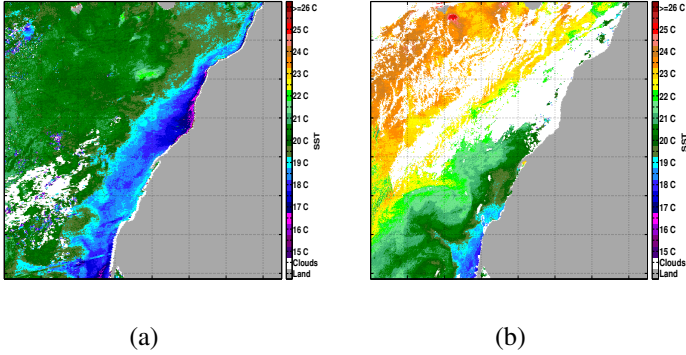 >=26 C
25 C
24 C
23 C
22 C
21 C
20 C
19 C
18 C
17 C
16 C
15 C
Clouds
Land
SST
(a)
>=26 C
25 C
24 C
23 C
22 C
21 C
20 C
19 C
18 C
17 C
16 C
15 C
Clouds
Land
SST
(b)